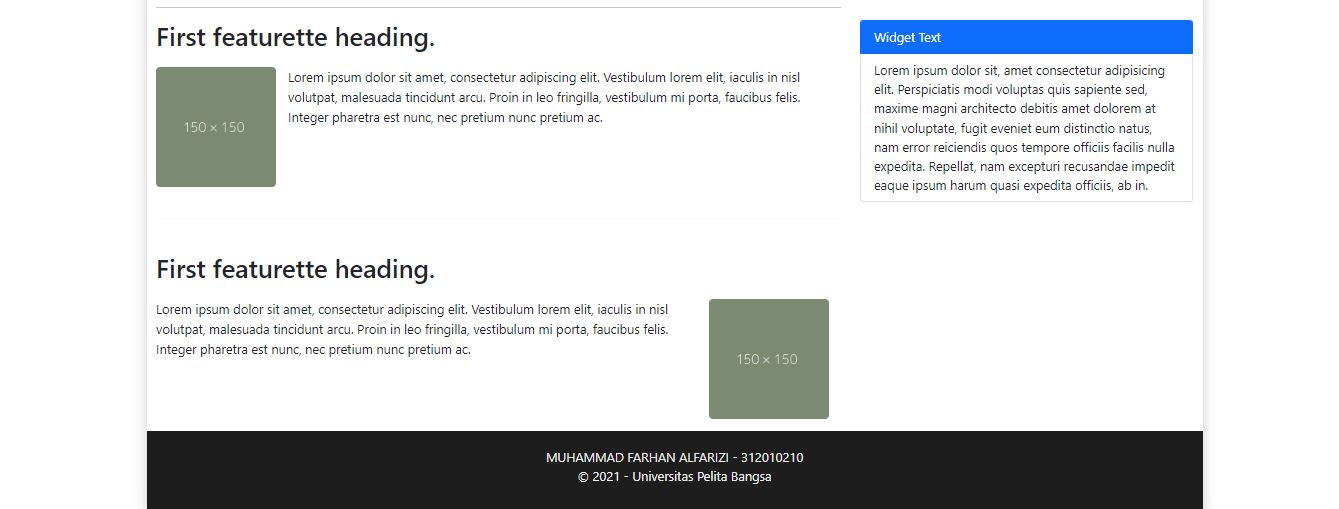 First featurette heading.
150 × 150
Lorem ipsum dolor sit amet, consectetur adipiscing elit. Vestibulum lorem elit, iaculis in nisl
volutpat, malesuada tincidunt arcu. Proin in leo fringilla, vestibulum mi porta, faucibus felis.
Integer pharetra est nunc, nec pretium nunc pretium ac.
First featurette heading.
Lorem ipsum dolor sit amet, consectetur adipiscing elit. Vestibulum lorem elit, iaculis in nisl
volutpat, malesuada tincidunt arcu. Proin in leo fringilla, vestibulum mi porta, faucibus felis.
Integer pharetra est nunc, nec pretium nunc pretium ac.
150 × 150
Widget Text
Lorem ipsum dolor sit, amet consectetur adipisicing
elit. Perspiciatis modi voluptas quis sapiente sed,
maxime magni architecto debitis amet dolorem at
nihil voluptate, fugit eveniet eum distinctio natus,
nam error reiciendis quos tempore officiis facilis nulla
expedita. Repellat, nam excepturi recusandae impedit
eaque ipsum harum quasi expedita officiis, ab in.
MUHAMMAD FARHAN ALFARIZI - 312010210
© 2021 - Universitas Pelita Bangsa